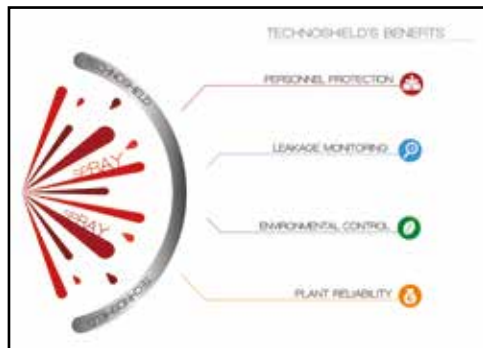 TECHNOSHIELD'S BENEFITS
TECHNOSHIELD
PERSONNEL PROTECTION
SPRAY
LEAKAGE MONITORING
SPRAY
ENVIRONMENTAL CONTROL
TECHNOSHIELD
PLANT RELIABILITY